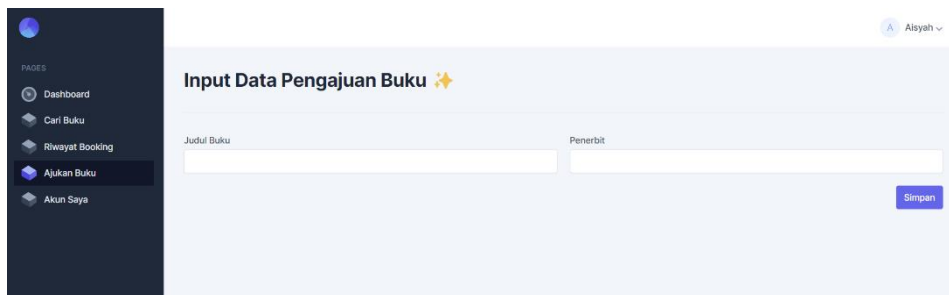 A Aisyah
PAGES
Dashboard
Cari Buku
Riwayat Booking
Ajukan Buku
Akun Saya
Input Data Pengajuan Buku ✨
Judul Buku
Penerbit
Simpan